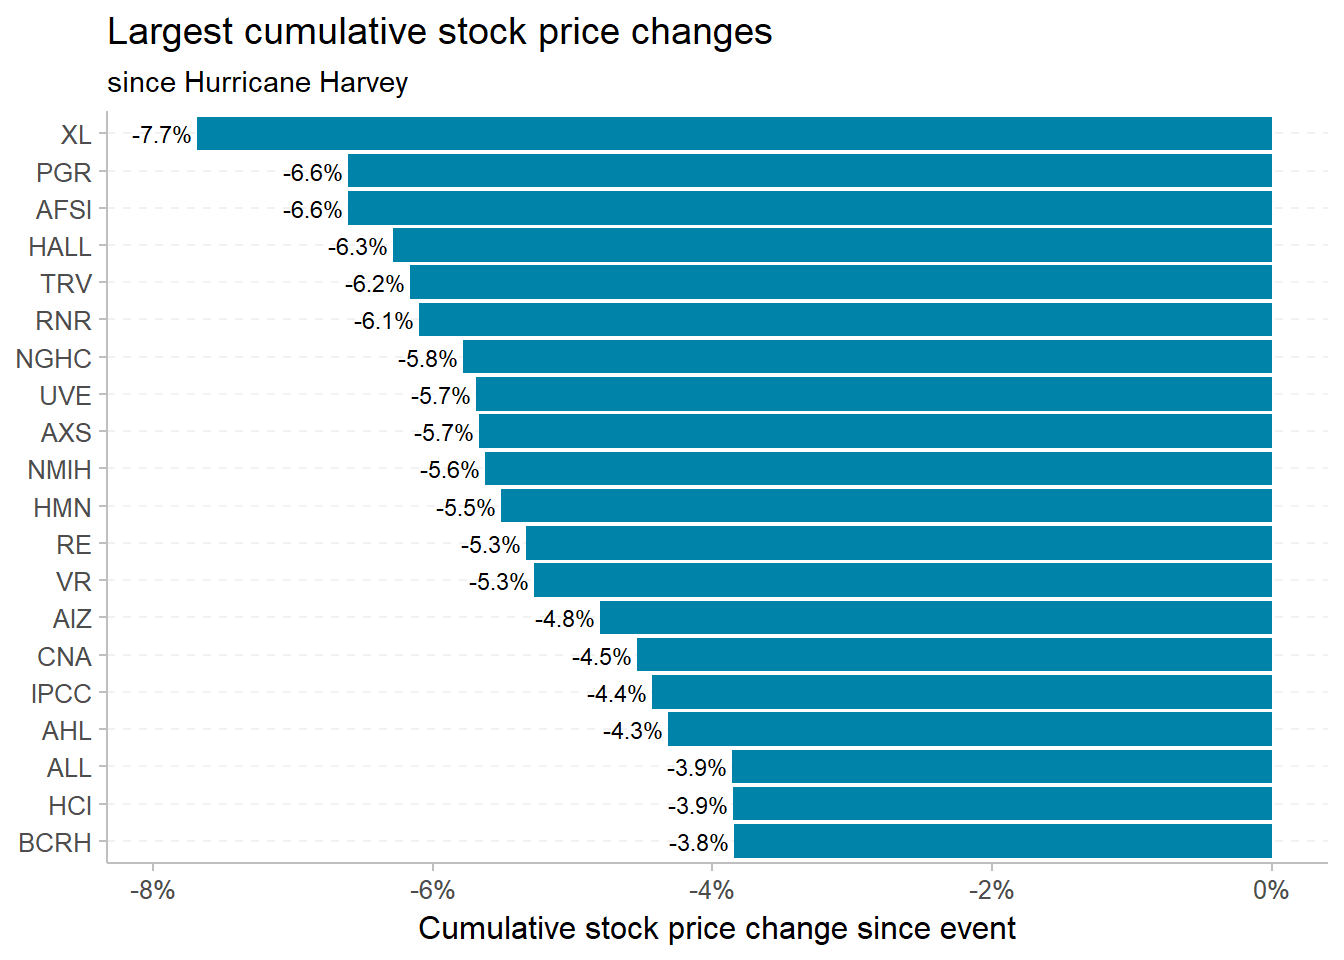 Largest cumulative stock price changes
since Hurricane Harvey
XL -7.7%
PGR -6.6%
AFSI -6.6%
HALL -6.3%
TRV -6.2%
RNR -6.1%
NGHC -5.8%
UVE -5.7%
AXS -5.7%
NMIH -5.6%
HMN -5.5%
RE -5.3%
VR -5.3%
AIZ -4.8%
CNA -4.5%
IPCC -4.4%
AHL -4.3%
ALL -3.9%
HCI -3.9%
BCRH -3.8%
-8% -6% -4% -2% 0%
Cumulative stock price change since event